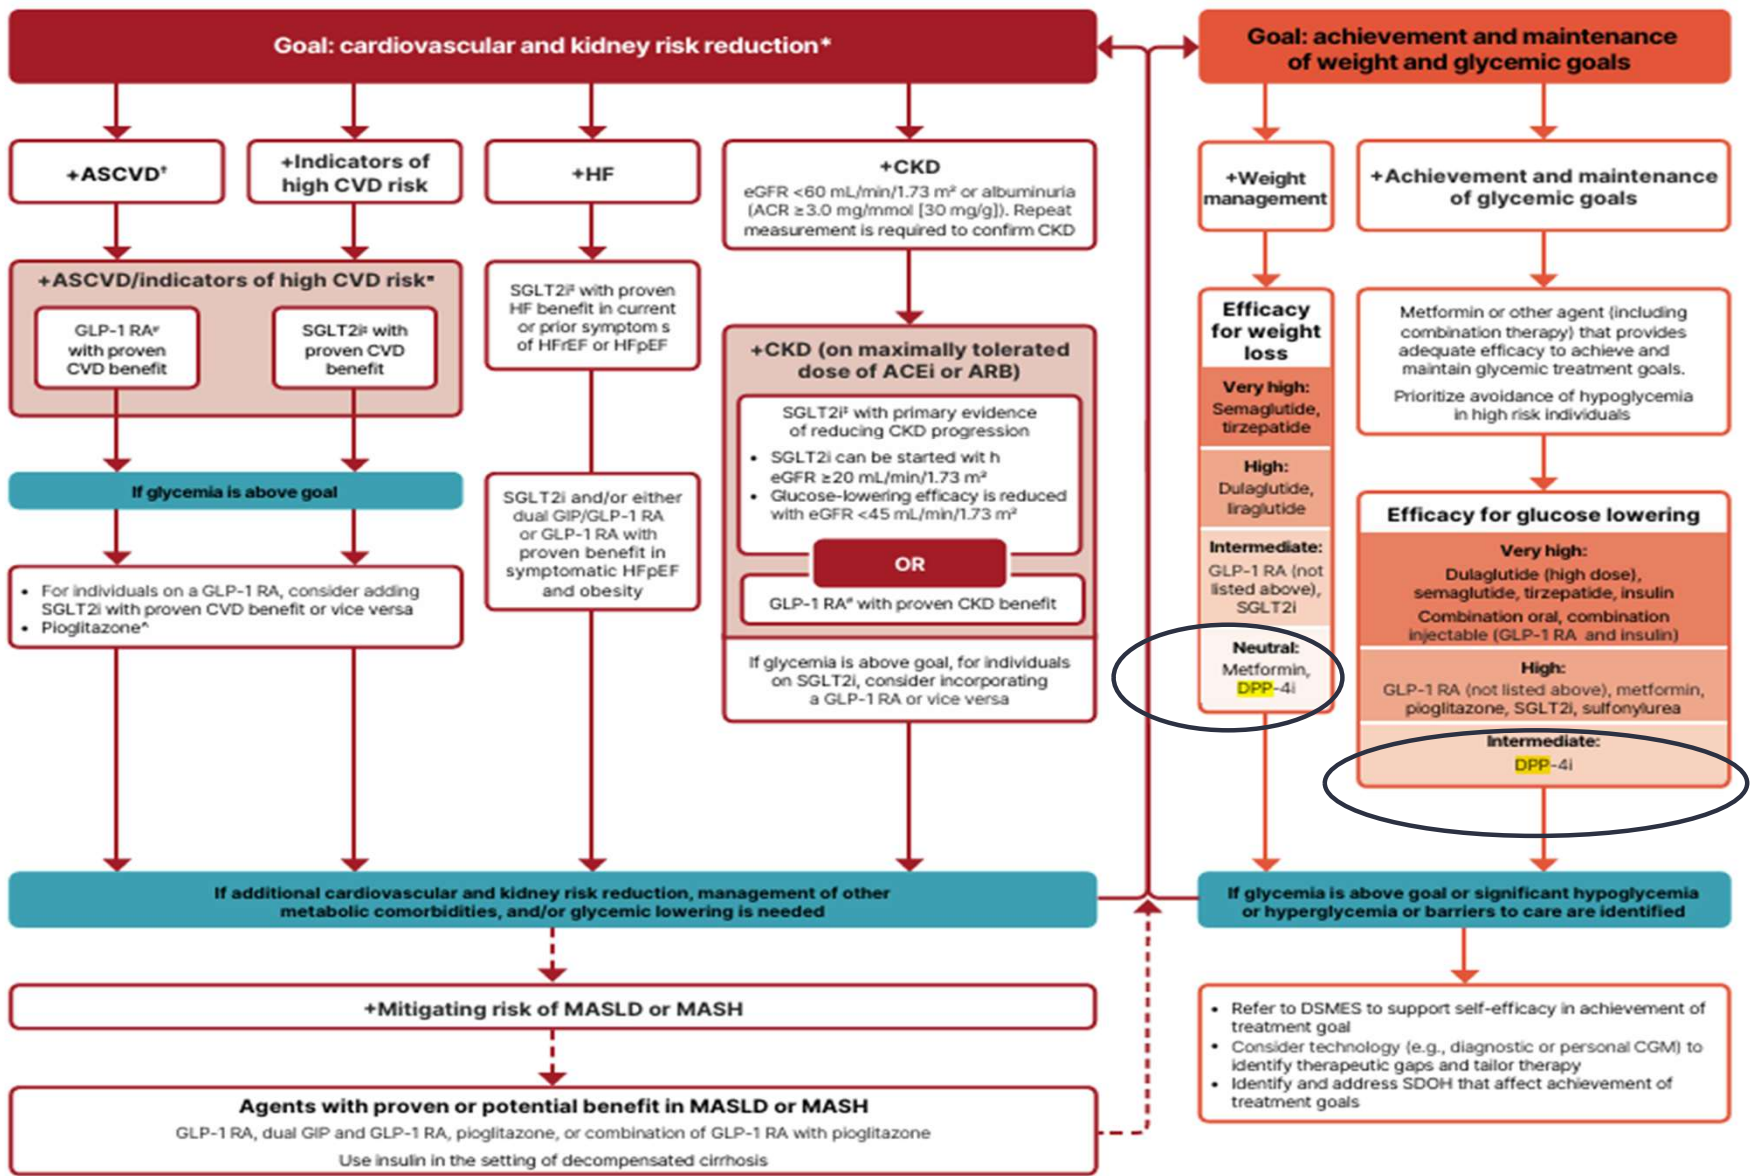 Goal: cardiovascular and kidney risk reduction*
+ASCVD†
+Indicators of
high CVD risk
+HF
+CKD
eGFR <60 mL/min/1.73 m² or albuminuria
(ACR ≥3.0 mg/mmol [30 mg/g]). Repeat
measurement is required to confirm CKD
+ASCVD/indicators of high CVD risk
GLP-1 RA
with proven
CVD benefit
SGLT2i‡ with
proven CVD
benefit
SGLT2i‡ with proven
HF benefit in current
or prior symptom s
of HFrEF or HFpEF
+CKD (on maximally tolerated
dose of ACEi or ARB)
SGLT2i‡ with primary evidence
of reducing CKD progression
• SGLT2i can be started wit h
eGFR ≥20 mL/min/1.73 m²
• Glucose-lowering efficacy is reduced
with eGFR <45 mL/min/1.73 m²
OR
GLP-1 RA with proven CKD benefit
If glycemia is above goal, for individuals
on SGLT2i, consider incorporating
a GLP-1 RA or vice versa
If glycemia is above goal
• For individuals on a GLP-1 RA, consider adding
SGLT2i with proven CVD benefit or vice versa
• Pioglitazone^
SGLT2i and/or either
dual GIP/GLP-1 RA
or GLP-1 RA with
proven benefit in
symptomatic HFpEF
and obesity
If additional cardiovascular and kidney risk reduction, management of other
metabolic comorbidities, and/or glycemic lowering is needed
+Mitigating risk of MASLD or MASH
Agents with proven or potential benefit in MASLD or MASH
GLP-1 RA, dual GIP and GLP-1 RA, pioglitazone, or combination of GLP-1 RA with pioglitazone
Use insulin in the setting of decompensated cirrhosis
Goal: achievement and maintenance
of weight and glycemic goals
+Weight
management
Efficacy
for weight
loss
Very high:
Semaglutide,
tirzepatide
High:
Dulaglutide,
liraglutide
Intermediate:
GLP-1 RA (not
listed above),
SGLT2i
Neutral:
Metformin,
DPP-4i
+Achievement and maintenance
of glycemic goals
Metformin or other agent (including
combination therapy) that provides
adequate efficacy to achieve and
maintain glycemic treatment goals.
Prioritize avoidance of hypoglycemia
in high risk individuals
Efficacy for glucose lowering
Very high:
Dulaglutide (high dose),
semaglutide, tirzepatide, insulin
Combination oral, combination
injectable (GLP-1 RA and insulin)
High:
GLP-1 RA (not listed above), metformin,
pioglitazone, SGLT2i, sulfonylurea
Intermediate:
DPP-4i
If glycemia is above goal or significant hypoglycemia
or hyperglycemia or barriers to care are identified
• Refer to DSMES to support self-efficacy in achievement of
treatment goal
• Consider technology (e.g., diagnostic or personal CGM) to
identify therapeutic gaps and tailor therapy
• Identify and address SDOH that affect achievement of
treatment goals